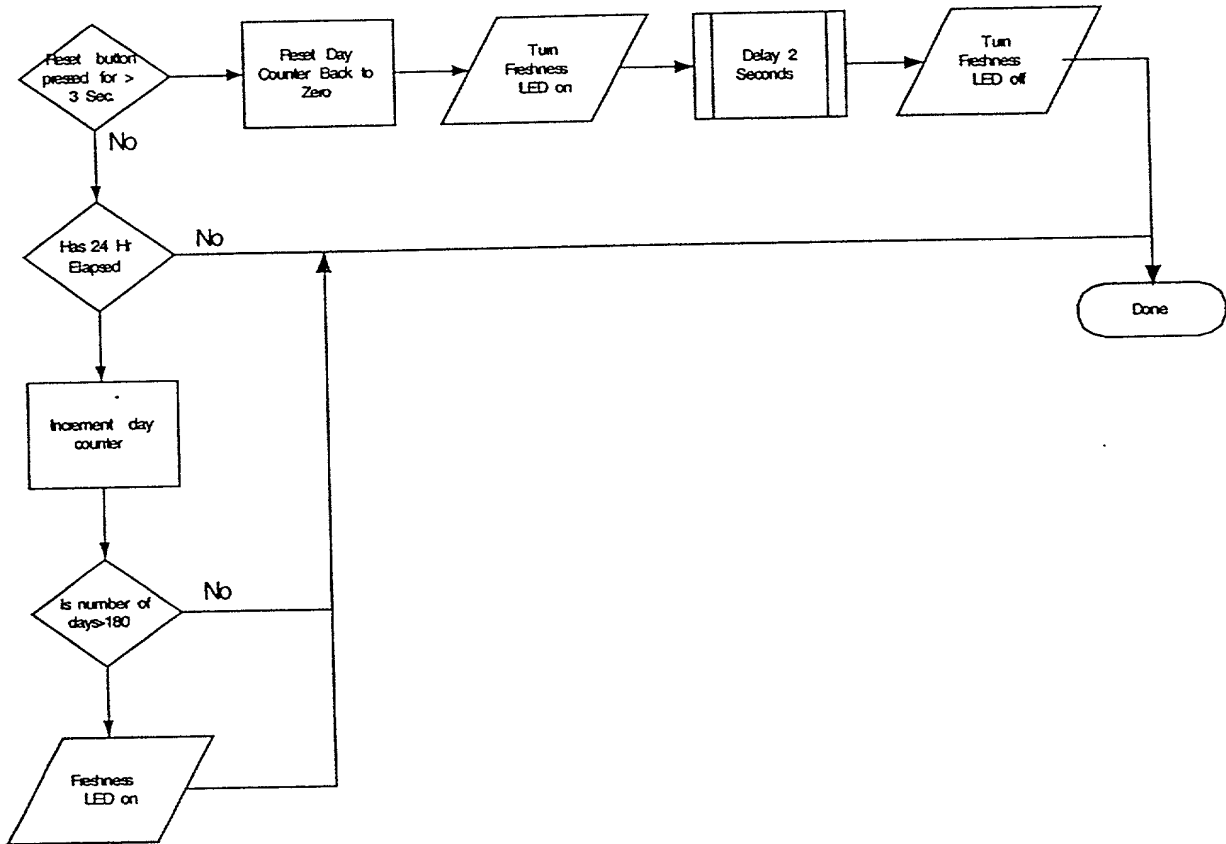 Reset button
pressed for >
3 Sec.
Reset Day
Counter Back to
Zero
Turn
Freshness
LED on
Delay 2
Seconds
Turn
Freshness
LED off
No
Has 24 Hr
Elapsed
No
Done
Increment day
counter
Is number of
days>180
No
Freshness
LED on